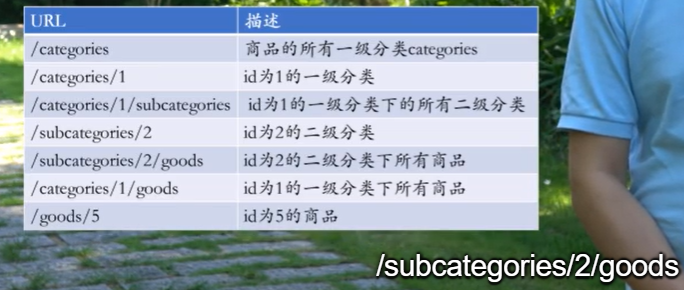 URL 描述
/categories 商品的所有一级分类categories
/categories/1 id为1的一级分类
/categories/1/subcategories id为1的一级分类下的所有二级分类
/subcategories/2 id为2的二级分类
/subcategories/2/goods id为2的二级分类下所有商品
/categories/1/goods id为1的一级分类下所有商品
/goods/5 id为5的商品
/subcategories/2/goods